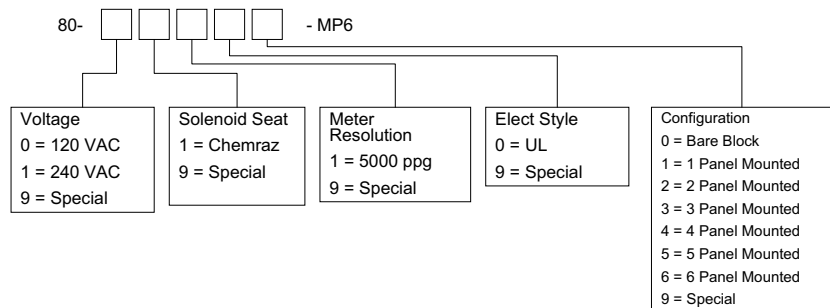 80- - MP6
Voltage
0 = 120 VAC
1 = 240 VAC
9 = Special
Solenoid Seat
1 = Chemraz
9 = Special
Meter
Resolution
1 = 5000 ppg
9 = Special
Elect Style
0 = UL
9 = Special
Configuration
0 = Bare Block
1 = 1 Panel Mounted
2 = 2 Panel Mounted
3 = 3 Panel Mounted
4 = 4 Panel Mounted
5 = 5 Panel Mounted
6 = 6 Panel Mounted
9 = Special